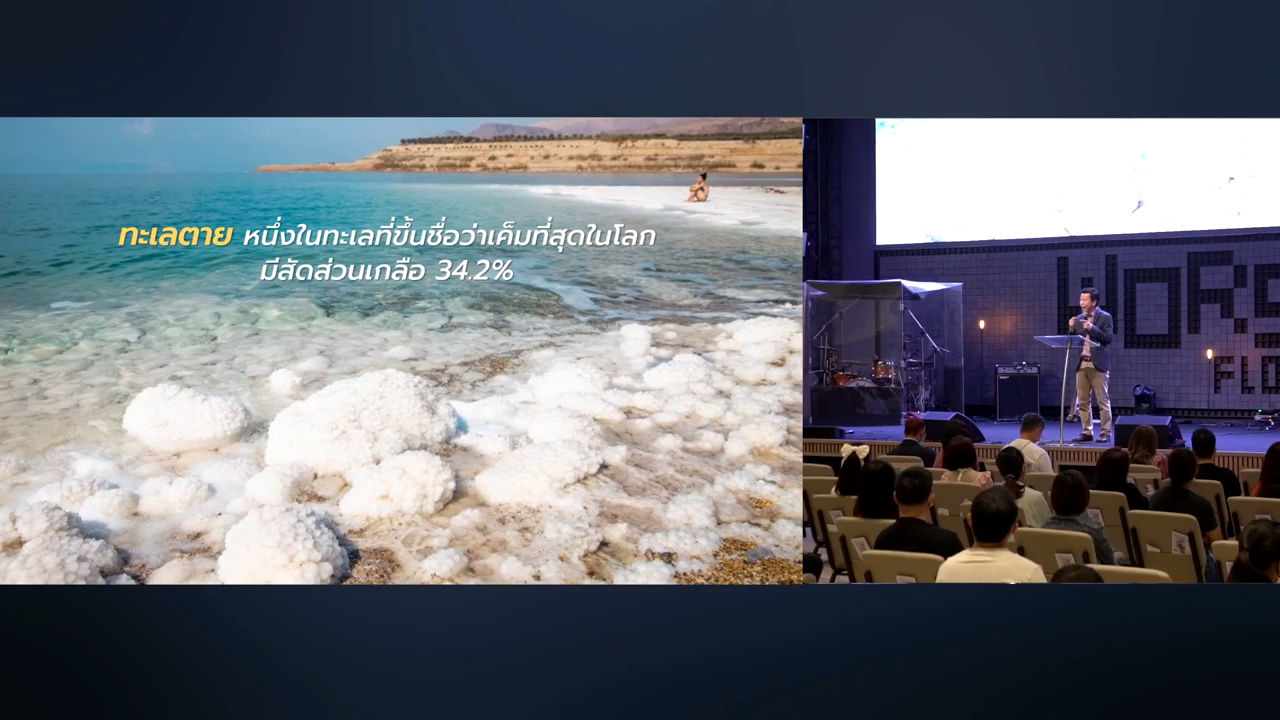 ทะเลตาย หนึ่งในทะเลที่ขึ้นชื่อว่าเค็มที่สุดในโลก
มีสัดส่วนเกลือ 34.2%
WORS
FLO